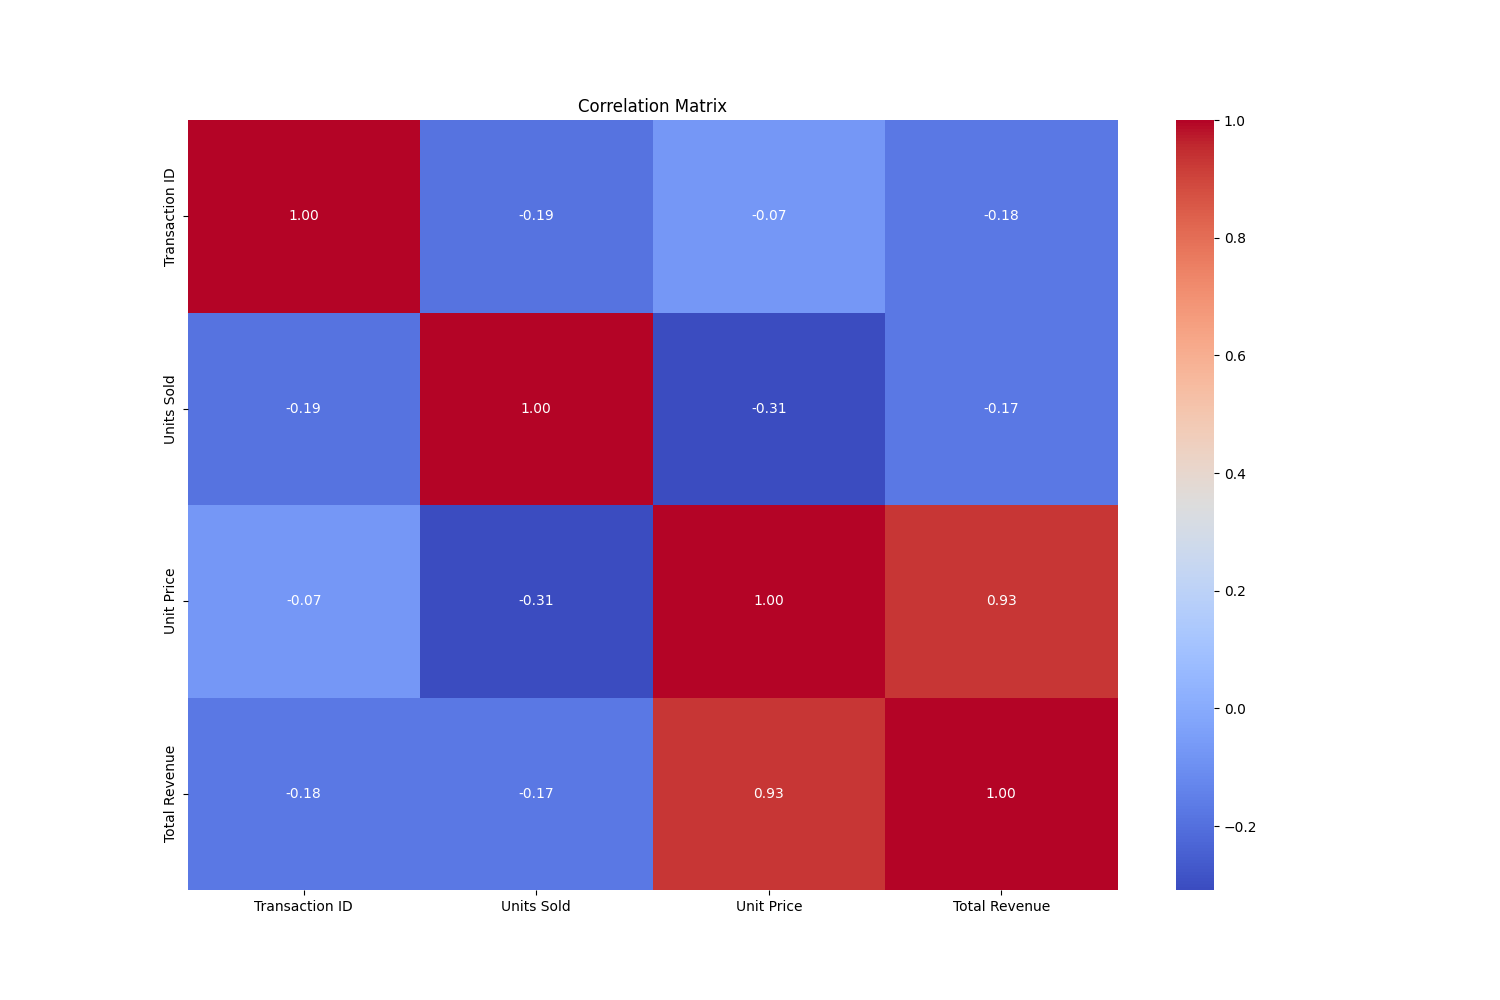 Correlation Matrix
Transaction ID
1.00 -0.19 -0.07 -0.18
Units Sold
-0.19 1.00 -0.31 -0.17
Unit Price
-0.07 -0.31 1.00 0.93
Total Revenue
-0.18 -0.17 0.93 1.00
Transaction ID Units Sold Unit Price Total Revenue
1.0
0.8
0.6
0.4
0.2
0.0
−0.2